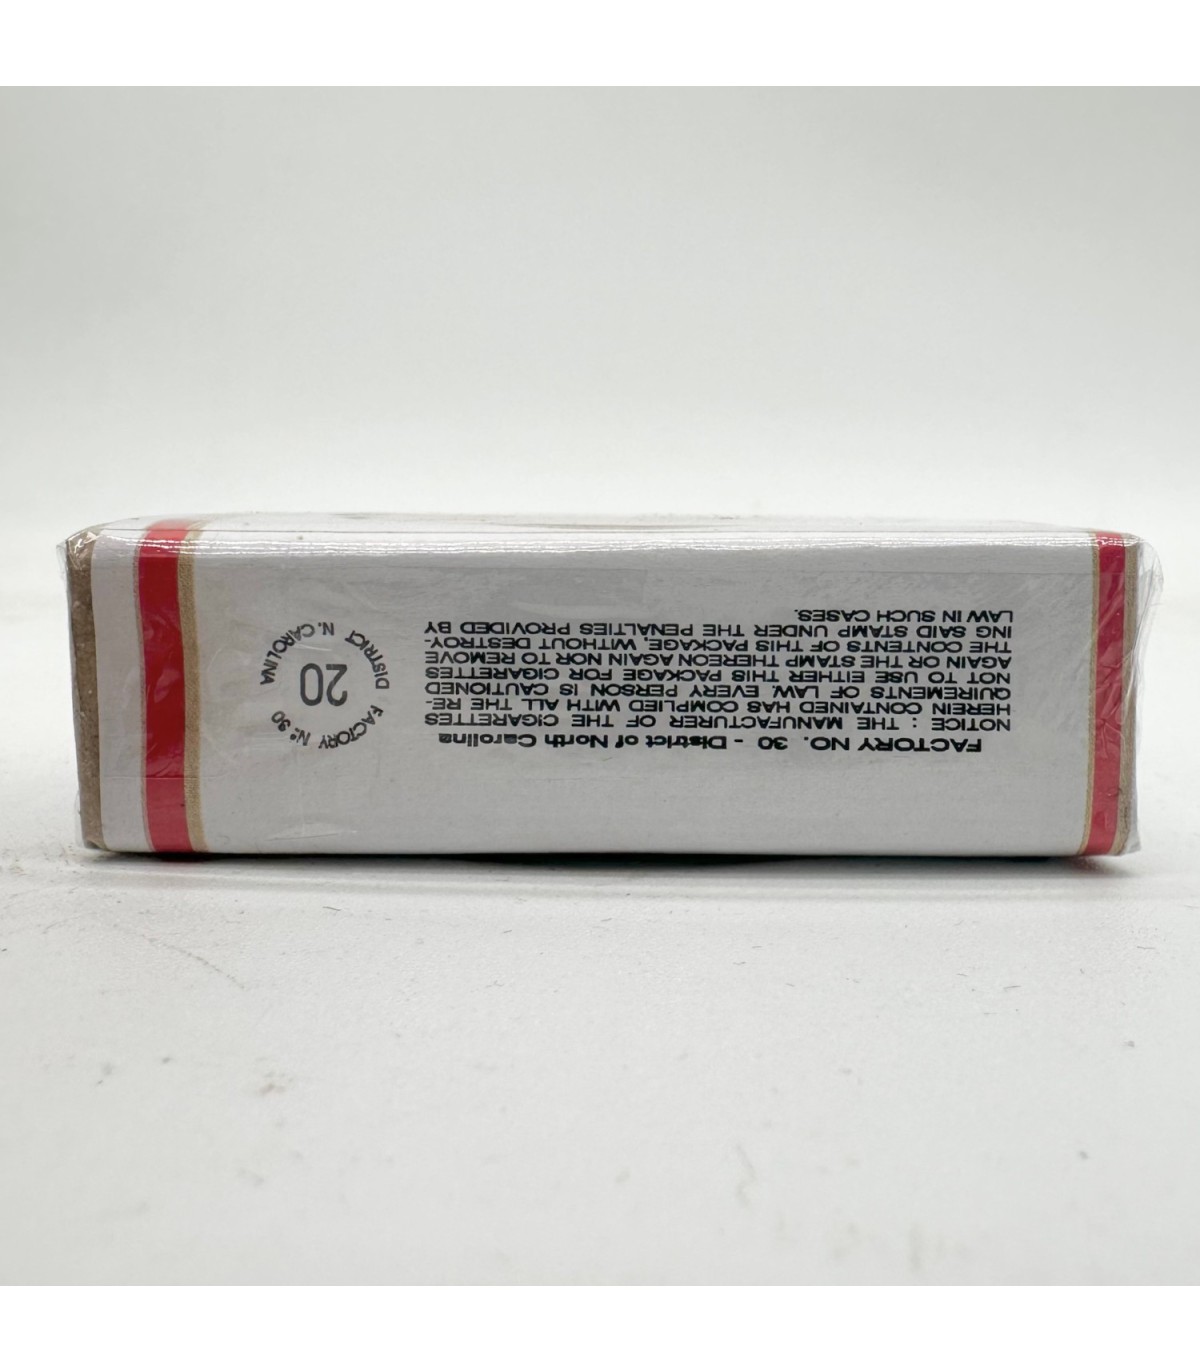 FACTORY NO. 30 - District of North Carolina
NOTICE : THE MANUFACTURER OF THE CIGARETTES
HEREIN CONTAINED HAS COMPLIED WITH ALL THE RE-
QUIREMENTS OF LAW. EVERY PERSON IS CAUTIONED
NOT TO USE EITHER THIS PACKAGE FOR CIGARETTES
AGAIN OR THE STAMP THEREON AGAIN NOR TO REMOVE
THE CONTENTS OF THIS PACKAGE, WITHOUT DESTROY-
ING SAID STAMP UNDER THE PENALTIES PROVIDED BY
LAW IN SUCH CASES.
FACTORY Nº 30
DISTRICT N. CAROLINA
20